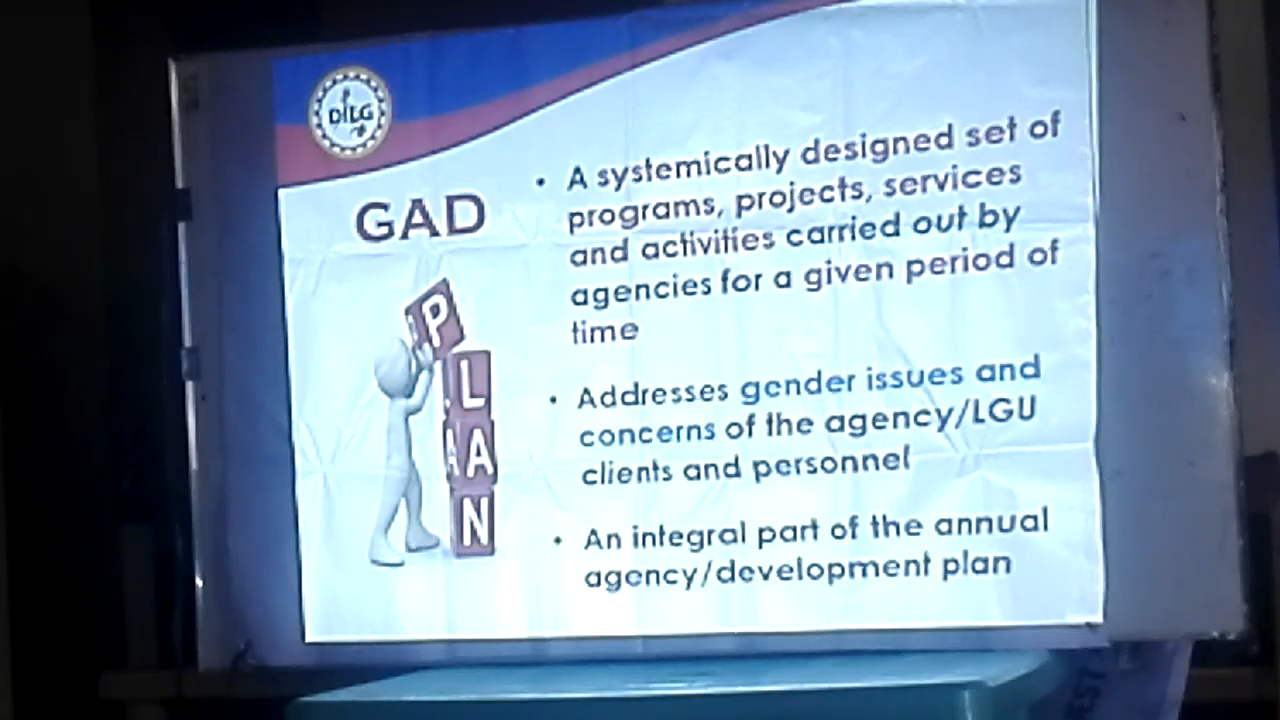 DILG
GAD
P
L
A
N
• A systemically designed set of
programs, projects, services
and activities carried out by
agencies for a given period of
time
• Addresses gender issues and
concerns of the agency/LGU
clients and personnel
• An integral part of the annual
agency/development plan